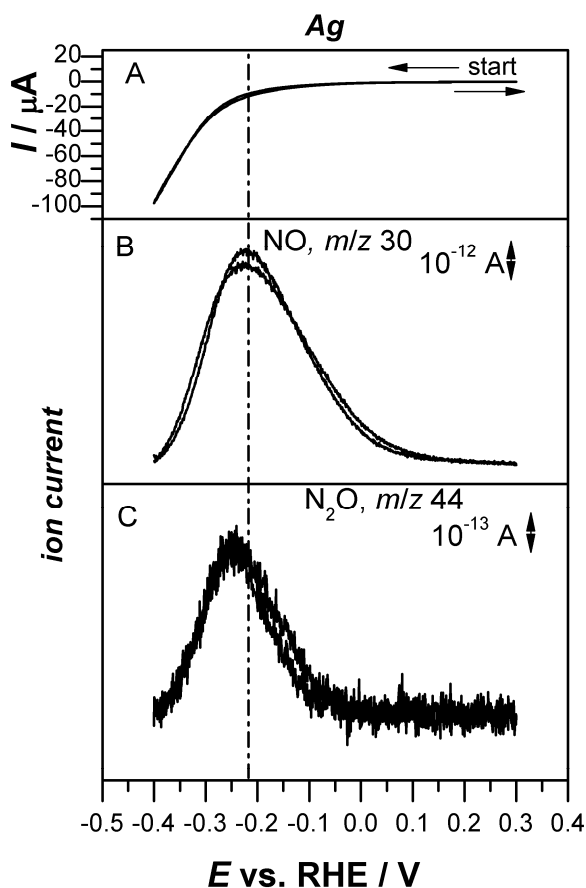 Ag
20
0
-20
-40
-60
-80
-100
I / μA
A
start
B
NO, m/z 30
10⁻¹² A
ion current
C
N₂O, m/z 44
10⁻¹³ A
-0.5 -0.4 -0.3 -0.2 -0.1 0.0 0.1 0.2 0.3 0.4
E vs. RHE / V